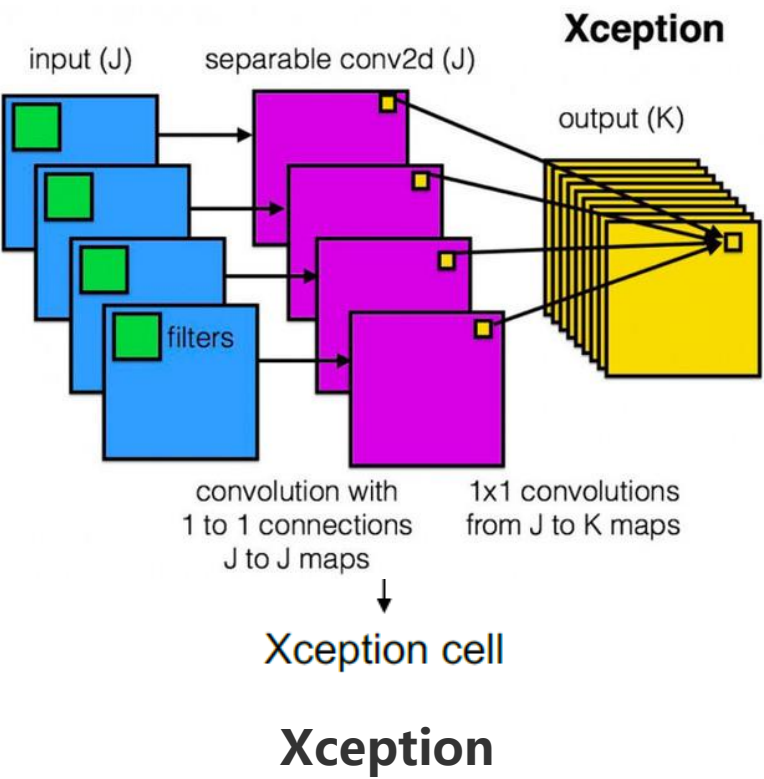 Xception
input (J)
separable conv2d (J)
output (K)
filters
convolution with
1 to 1 connections
J to J maps
1x1 convolutions
from J to K maps
Xception cell
Xception